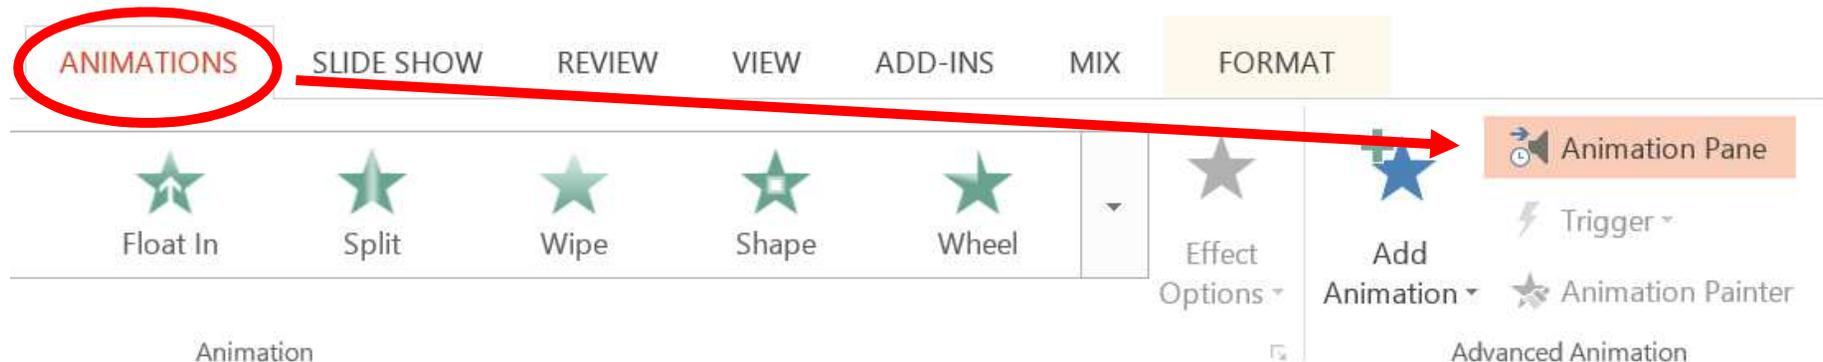 ANIMATIONS SLIDE SHOW REVIEW VIEW ADD-INS MIX FORMAT
Float In Split Wipe Shape Wheel
Effect
Options
Add
Animation
Animation Pane
Trigger
Animation Painter
Animation
Advanced Animation